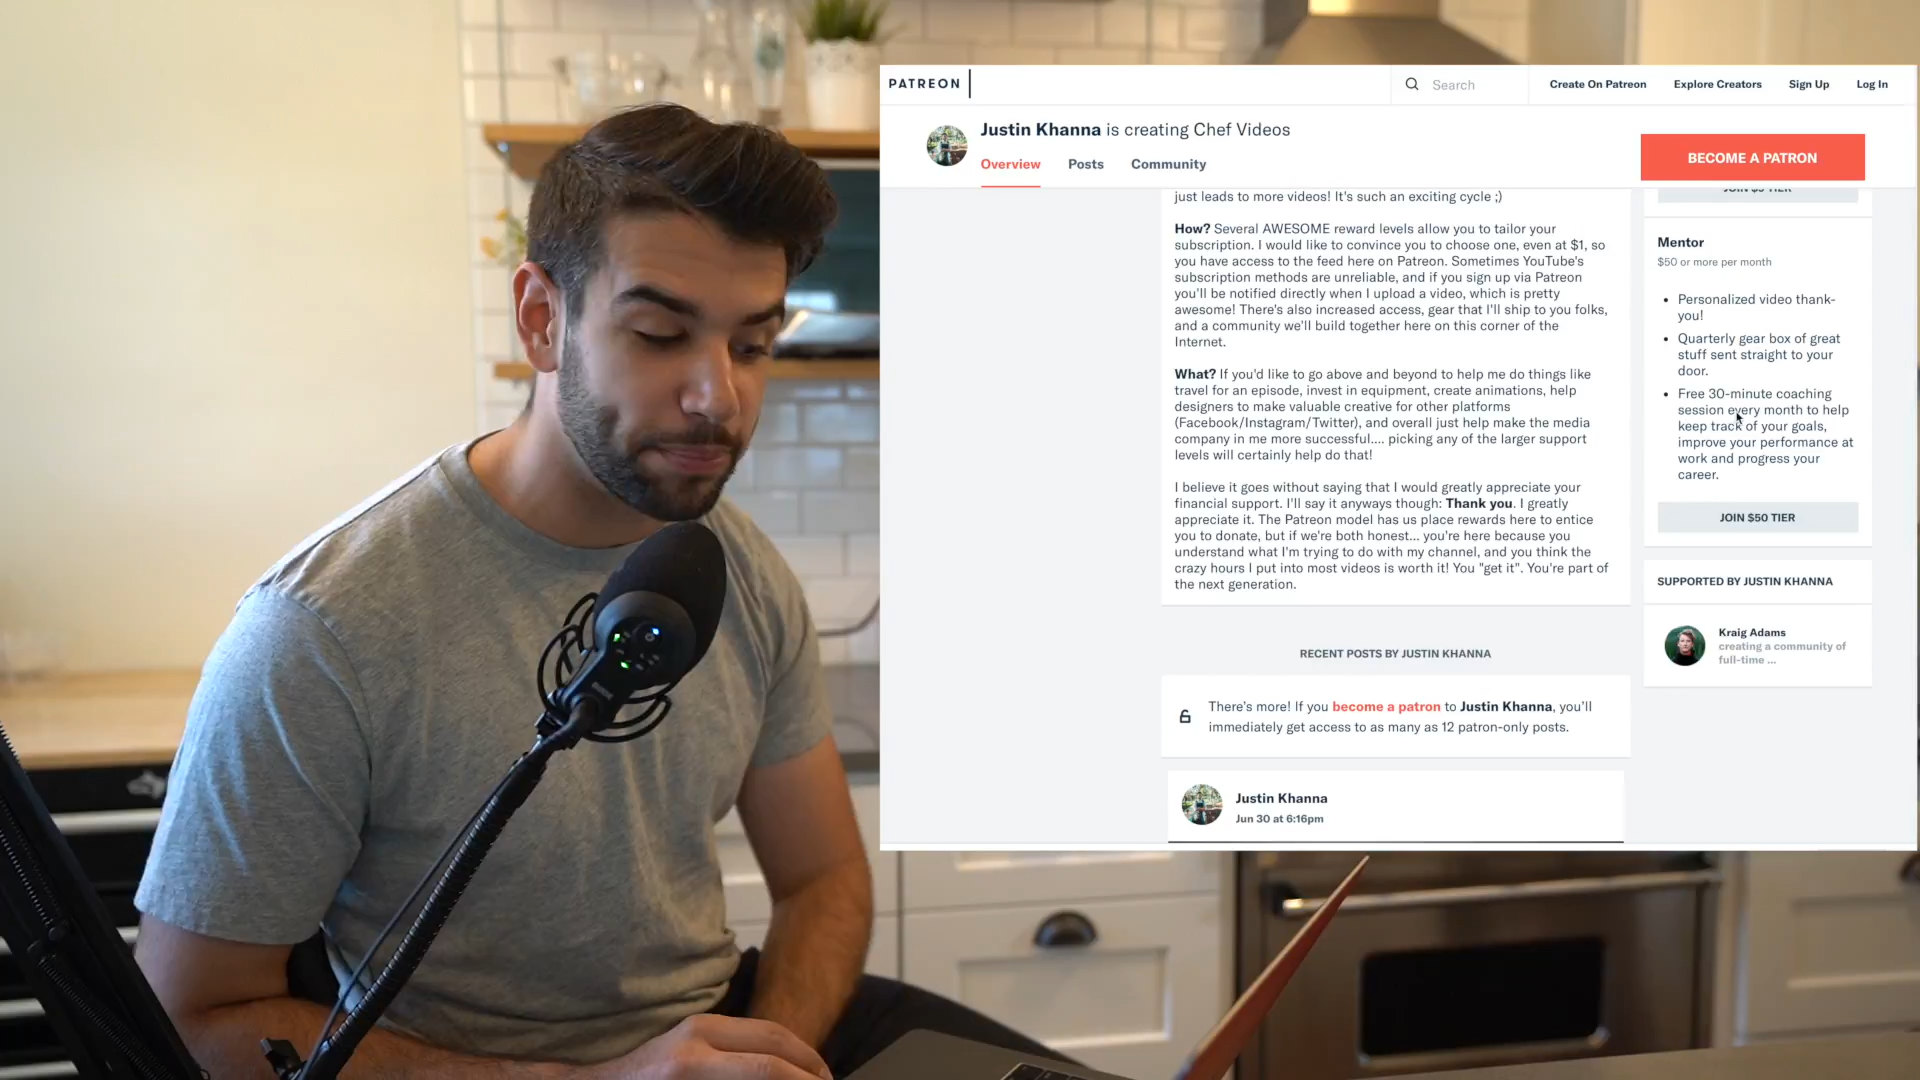 PATREON
Search
Create On Patreon
Explore Creators
Sign Up
Log In
Justin Khanna is creating Chef Videos
BECOME A PATRON
Overview
Posts
Community
just leads to more videos! It's such an exciting cycle ;)
How? Several AWESOME reward levels allow you to tailor your
subscription. I would like to convince you to choose one, even at $1, so
you have access to the feed here on Patreon. Sometimes YouTube's
subscription methods are unreliable, and if you sign up via Patreon
you'll be notified directly when I upload a video, which is pretty
awesome! There's also increased access, gear that I'll ship to you folks,
and a community we'll build together here on this corner of the
Internet.
What? If you'd like to go above and beyond to help me do things like
travel for an episode, invest in equipment, create animations, help
designers to make valuable creative for other platforms
(Facebook/Instagram/Twitter), and overall just help make the media
company in me more successful.... picking any of the larger support
levels will certainly help do that!
I believe it goes without saying that I would greatly appreciate your
financial support. I'll say it anyways though: Thank you. I greatly
appreciate it. The Patreon model has us place rewards here to entice
you to donate, but if we're both honest... you're here because you
understand what I'm trying to do with my channel, and you think the
crazy hours I put into most videos is worth it! You "get it". You're part of
the next generation.
RECENT POSTS BY JUSTIN KHANNA
There's more! If you become a patron to Justin Khanna, you'll
immediately get access to as many as 12 patron-only posts.
Justin Khanna
Jun 30 at 6:16pm
Mentor
$50 or more per month
Personalized video thank-
you!
Quarterly gear box of great
stuff sent straight to your
door.
Free 30-minute coaching
session every month to help
keep track of your goals,
improve your performance at
work and progress your
career.
JOIN $50 TIER
SUPPORTED BY JUSTIN KHANNA
Kraig Adams
creating a community of
full-time ...